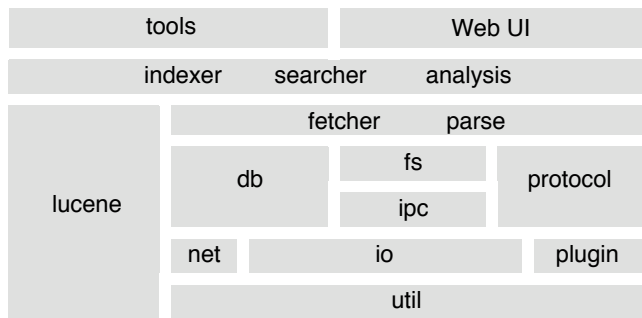 tools Web UI
indexer searcher analysis
fetcher parse
lucene
db
fs
protocol
ipc
net io plugin
util